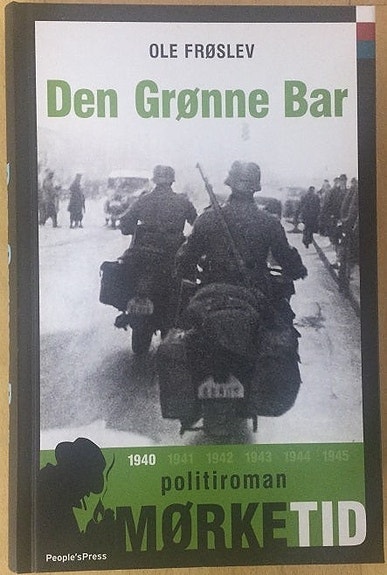 OLE FRØSLEV
Den Grønne Bar
1940 1941 1942 1943 1944 1945
politiroman
MØRKETID
People'sPress